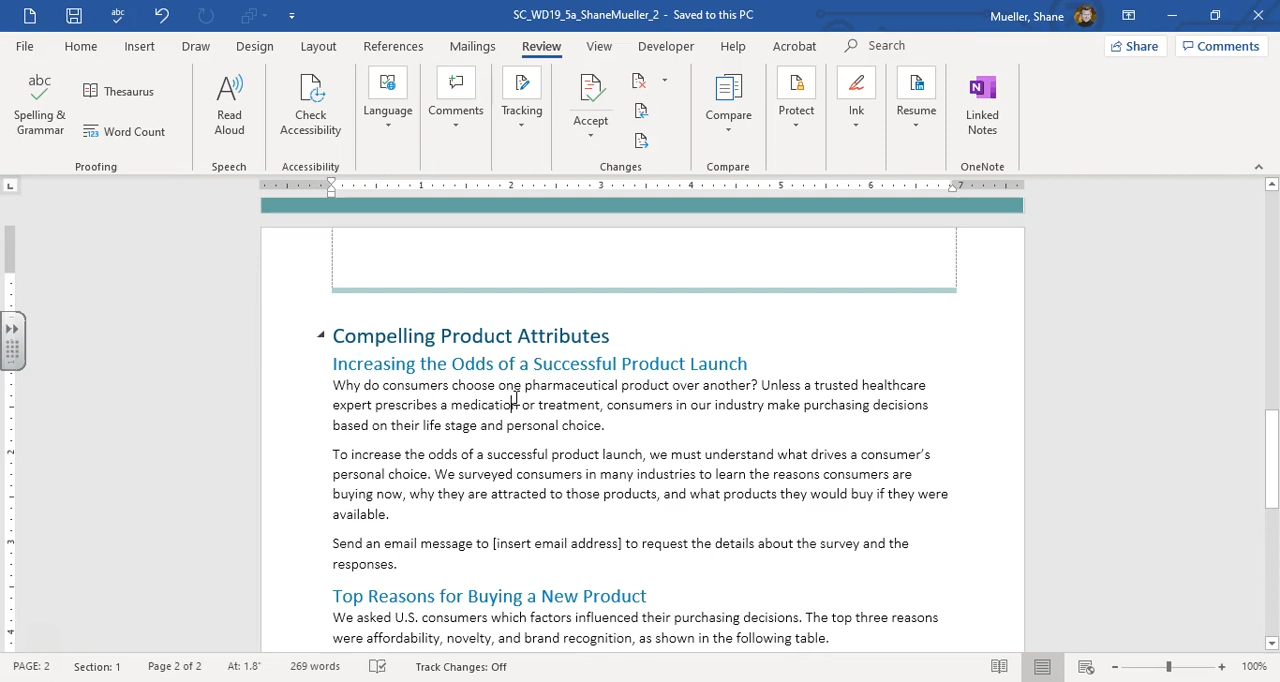 SC_WD19_5a_ShaneMueller_2 - Saved to this PC
Mueller, Shane
File Home Insert Draw Design Layout References Mailings Review View Developer Help Acrobat Search Share Comments
abc
Spelling & Grammar
Thesaurus
123 Word Count
Proofing
Read Aloud
Speech
Check Accessibility
Accessibility
Language
Comments
Tracking
Accept
Changes
Compare
Compare
Protect
Ink
Resume
Linked Notes
OneNote
1 2 3 4 5 6 7
Compelling Product Attributes
Increasing the Odds of a Successful Product Launch
Why do consumers choose one pharmaceutical product over another? Unless a trusted healthcare
expert prescribes a medication or treatment, consumers in our industry make purchasing decisions
based on their life stage and personal choice.
To increase the odds of a successful product launch, we must understand what drives a consumer’s
personal choice. We surveyed consumers in many industries to learn the reasons consumers are
buying now, why they are attracted to those products, and what products they would buy if they were
available.
Send an email message to [insert email address] to request the details about the survey and the
responses.
Top Reasons for Buying a New Product
We asked U.S. consumers which factors influenced their purchasing decisions. The top three reasons
were affordability, novelty, and brand recognition, as shown in the following table.
PAGE: 2 Section: 1 Page 2 of 2 At: 1.8" 269 words Track Changes: Off 100%